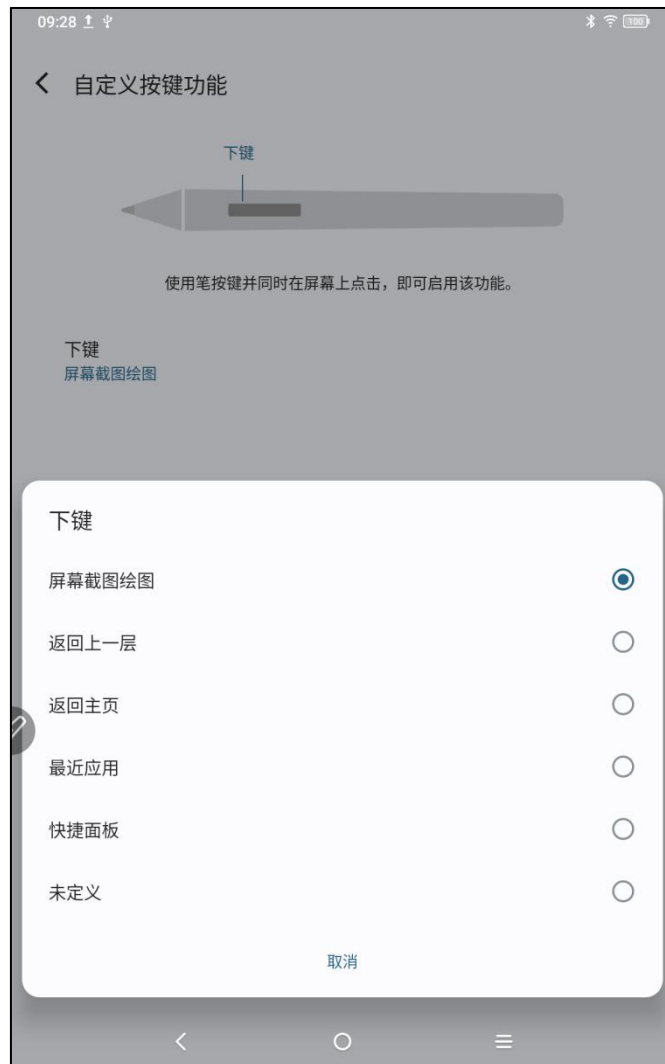 09:28
100
自定义按键功能
下键
使用笔按键并同时在屏幕上点击，即可启用该功能。
下键
屏幕截图绘图
下键
屏幕截图绘图
返回上一层
返回主页
最近应用
快捷面板
未定义
取消